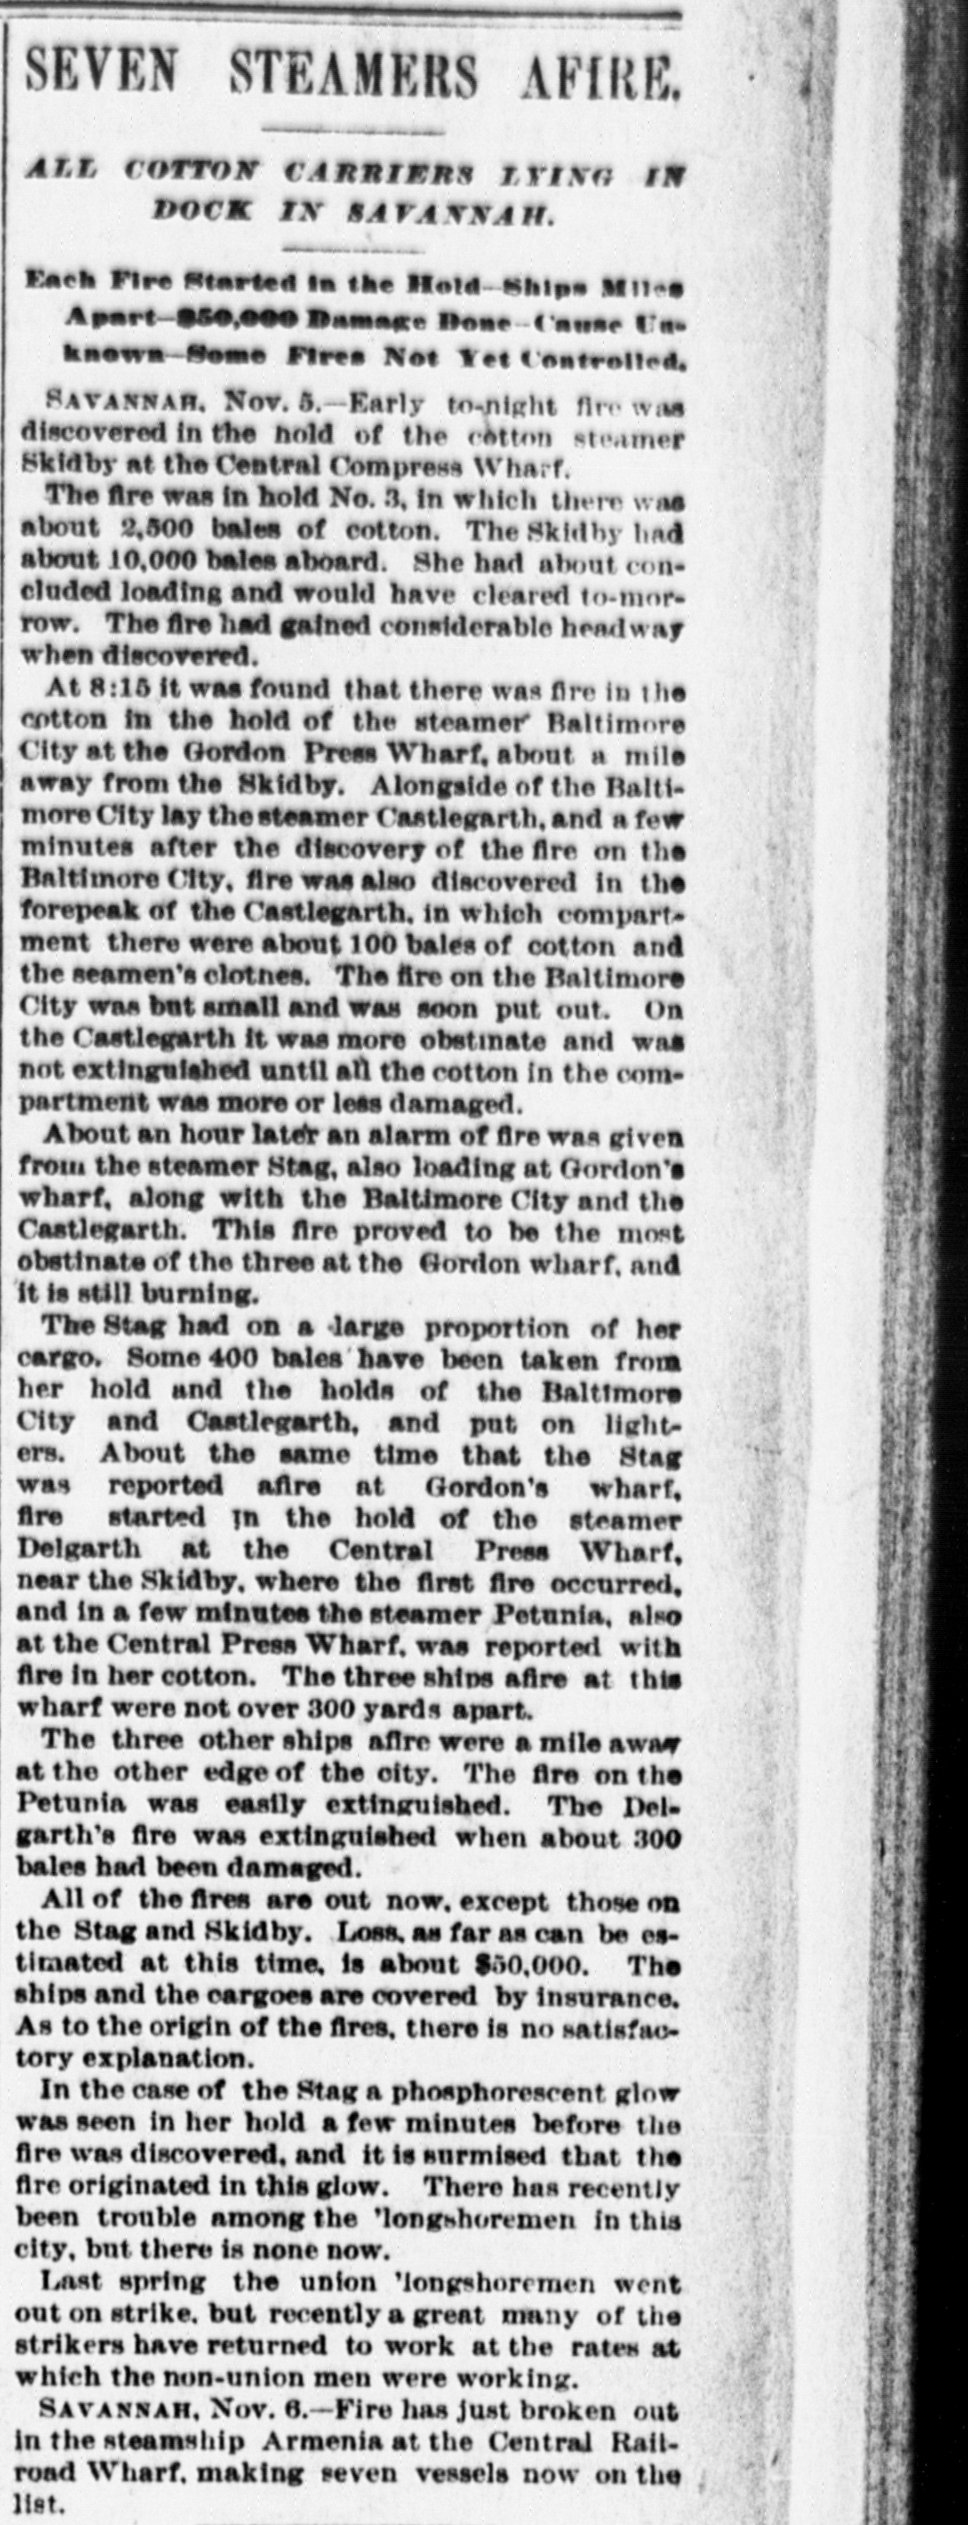 SEVEN STEAMERS AFIRE.
ALL COTTON CARRIERS LYING IN
DOCK IN SAVANNAH.
Each Fire Started in the Hold—Ships Miles
Apart—$50,000 Damage Done—Cause Un-
known—Some Fires Not Yet Controlled.
SAVANNAH, Nov. 5.—Early to-night fire was
discovered in the hold of the cotton steamer
Skidby at the Central Compress Wharf.
The fire was in hold No. 3, in which there was
about 2,500 bales of cotton. The Skidby had
about 10,000 bales aboard. She had about con-
cluded loading and would have cleared to-mor-
row. The fire had gained considerable headway
when discovered.
At 8:15 it was found that there was fire in the
cotton in the hold of the steamer Baltimore
City at the Gordon Press Wharf, about a mile
away from the Skidby. Alongside of the Balti-
more City lay the steamer Castlegarth, and a few
minutes after the discovery of the fire on the
Baltimore City, fire was also discovered in the
forepeak of the Castlegarth, in which compart-
ment there were about 100 bales of cotton and
the seamen's clothes. The fire on the Baltimore
City was but small and was soon put out. On
the Castlegarth it was more obstinate and was
not extinguished until all the cotton in the com-
partment was more or less damaged.
About an hour later an alarm of fire was given
from the steamer Stag, also loading at Gordon's
wharf, along with the Baltimore City and the
Castlegarth. This fire proved to be the most
obstinate of the three at the Gordon wharf, and
it is still burning.
The Stag had on a large proportion of her
cargo. Some 400 bales have been taken from
her hold and the holds of the Baltimore
City and Castlegarth, and put on light-
ers. About the same time that the Stag
was reported afire at Gordon's wharf,
fire started in the hold of the steamer
Delgarth at the Central Press Wharf,
near the Skidby, where the first fire occurred,
and in a few minutes the steamer Petunia, also
at the Central Press Wharf, was reported with
fire in her cotton. The three ships afire at this
wharf were not over 300 yards apart.
The three other ships afire were a mile away
at the other edge of the city. The fire on the
Petunia was easily extinguished. The Del-
garth's fire was extinguished when about 300
bales had been damaged.
All of the fires are out now, except those on
the Stag and Skidby. Loss, as far as can be es-
timated at this time, is about $50,000. The
ships and the cargoes are covered by insurance.
As to the origin of the fires, there is no satisfac-
tory explanation.
In the case of the Stag a phosphorescent glow
was seen in her hold a few minutes before the
fire was discovered, and it is surmised that the
fire originated in this glow. There has recently
been trouble among the 'longshoremen in this
city, but there is none now.
Last spring the union 'longshoremen went
out on strike, but recently a great many of the
strikers have returned to work at the rates at
which the non-union men were working.
SAVANNAH, Nov. 6.—Fire has just broken out
in the steamship Armenia at the Central Rail-
road Wharf, making seven vessels now on the
list.